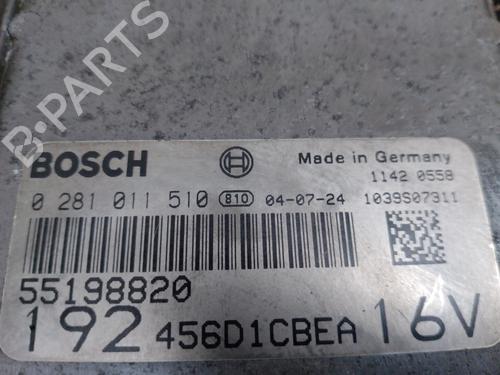 B-PARTS
BOSCH
Made in Germany
1142 0558
0 281 011 510 810 04-07-24 1039S07311
55198820
192 456D1CBEA 16V